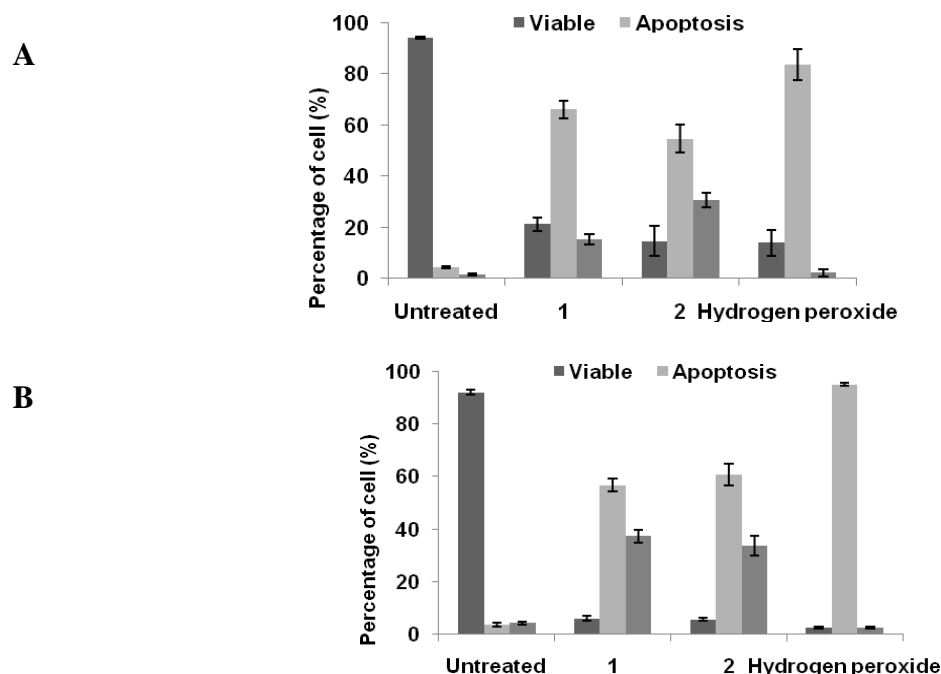 A
Viable Apoptosis
Percentage of cell (%)
100
80
60
40
20
0
Untreated 1 2 Hydrogen peroxide
B
Viable Apoptosis
Percentage of cell (%)
100
80
60
40
20
0
Untreated 1 2 Hydrogen peroxide